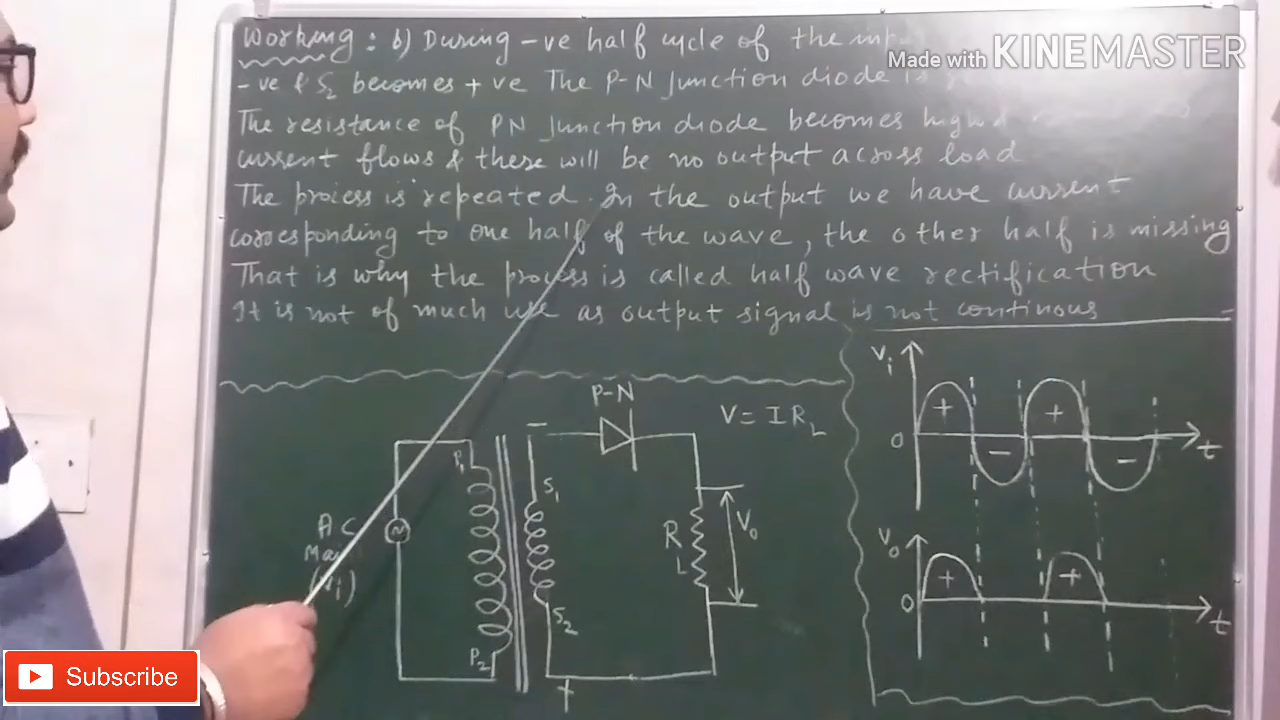 Working: b) During -ve half cycle of the
Made with KINEMASTER
-ve & S2 becomes +ve The P-N Junction diode is
The resistance of PN Junction diode becomes high &
current flows & there will be no output across load
The process is repeated. In the output we have current
corresponding to one half of the wave, the other half is missing
That is why the process is called half wave rectification
It is not of much use as output signal is not continous
P-N
V = I RL
A C
(Vi)
~
P1
P2
S1
S2
-
+
RL
V0
Vi
0
+
-
+
-
t
V0
0
+
+
t
Subscribe